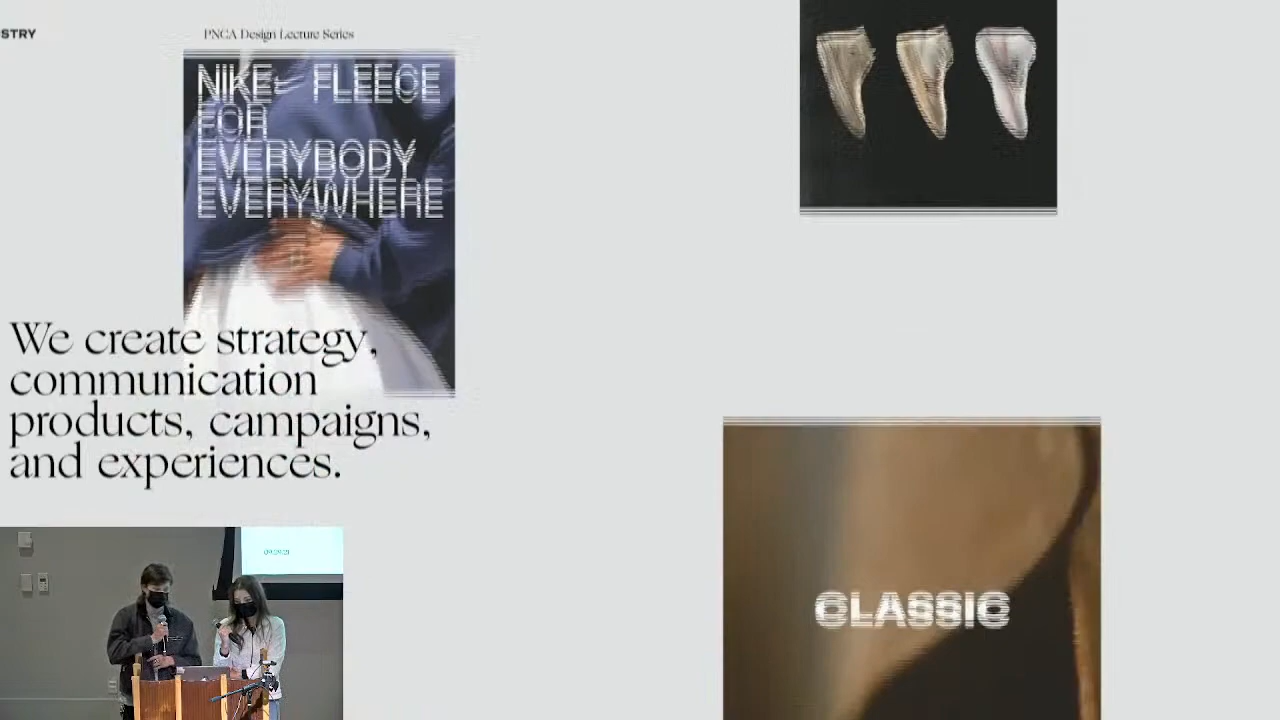 STRY
PNCA Design Lecture Series
NIKE FLEECE
FOR
EVERYBODY
EVERYWHERE
We create strategy,
communication
products, campaigns,
and experiences.
CLASSIC